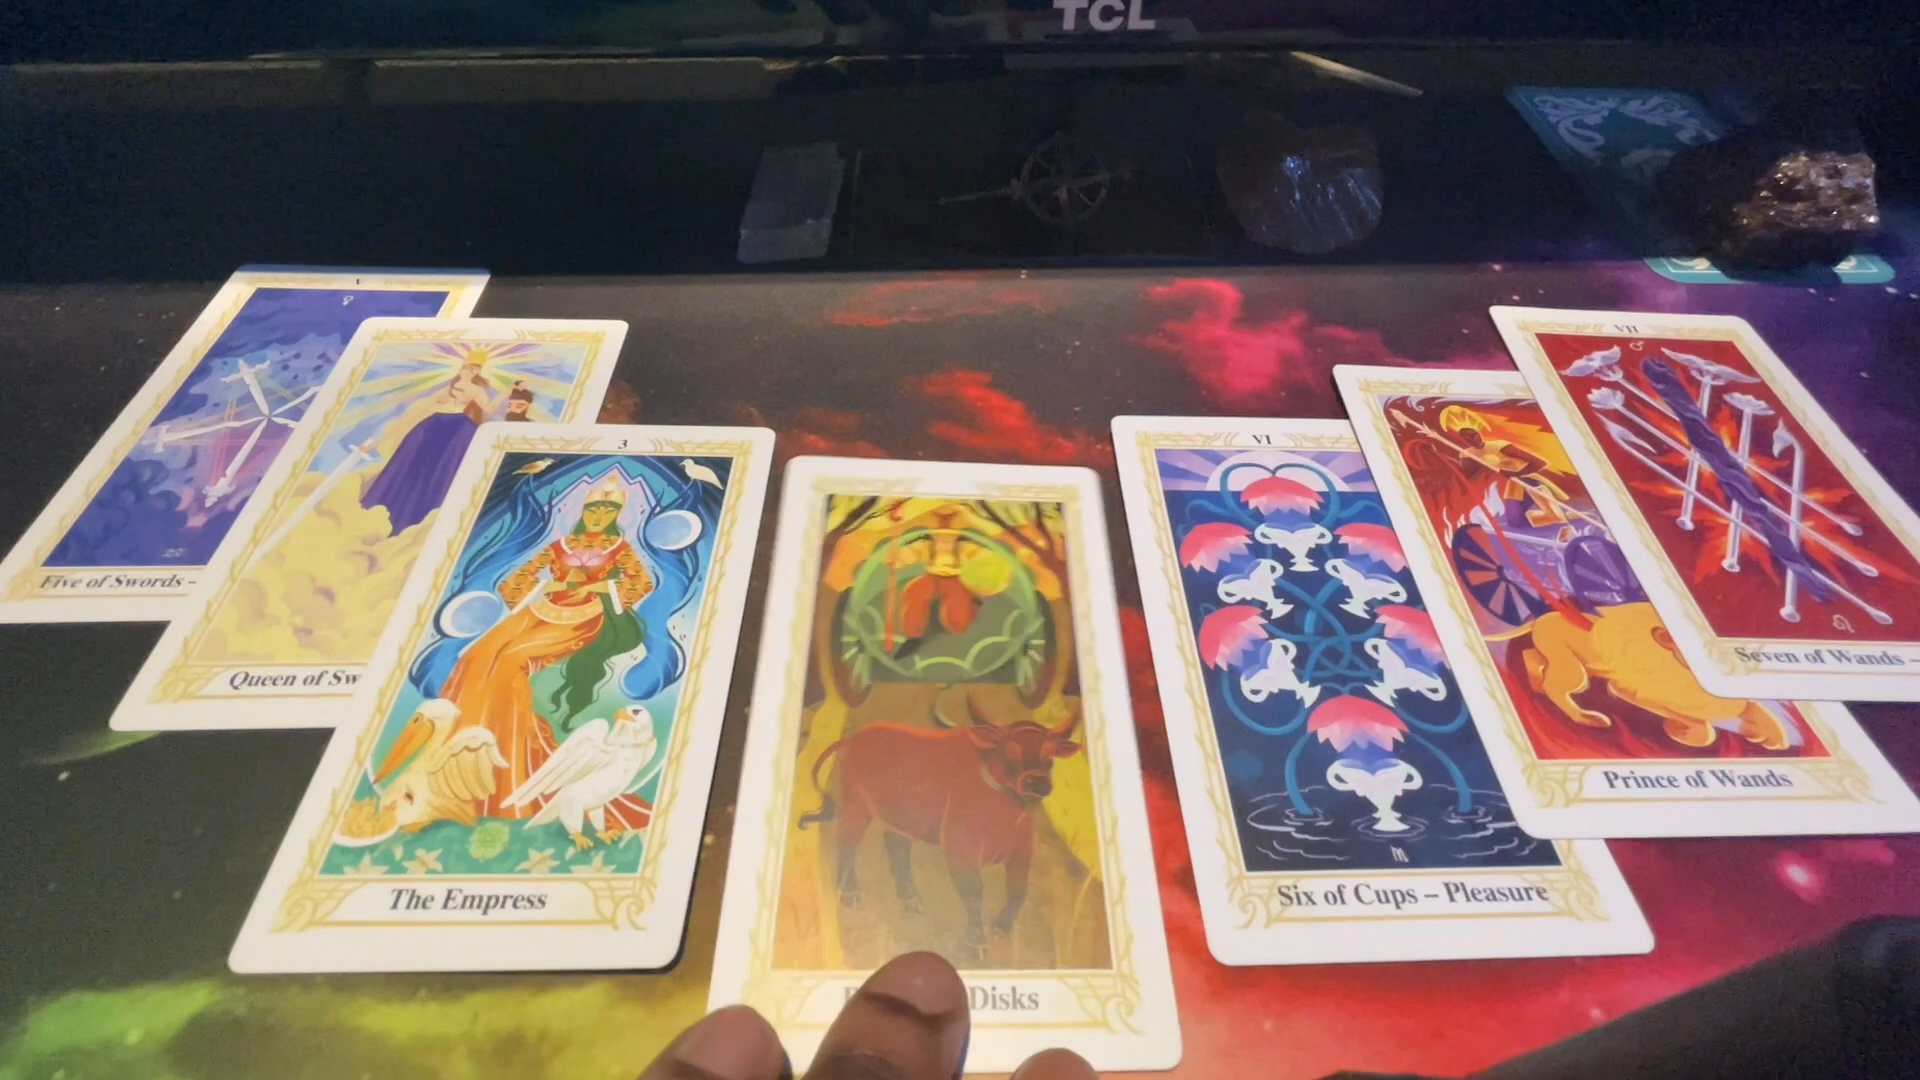 TCL
V
Five of Swords –
Queen of Sw
3
The Empress
Disks
VI
Six of Cups – Pleasure
Prince of Wands
VII
Seven of Wands –